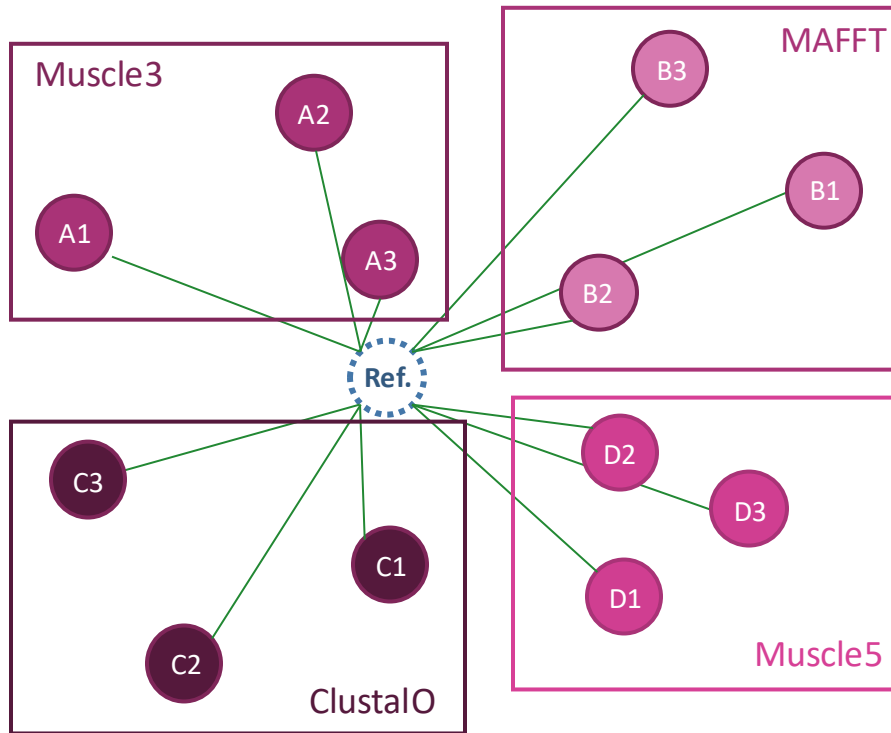 Muscle3
A1
A2
A3
MAFFT
B3
B1
B2
Ref.
C3
C1
C2
ClustalO
D2
D3
D1
Muscle5